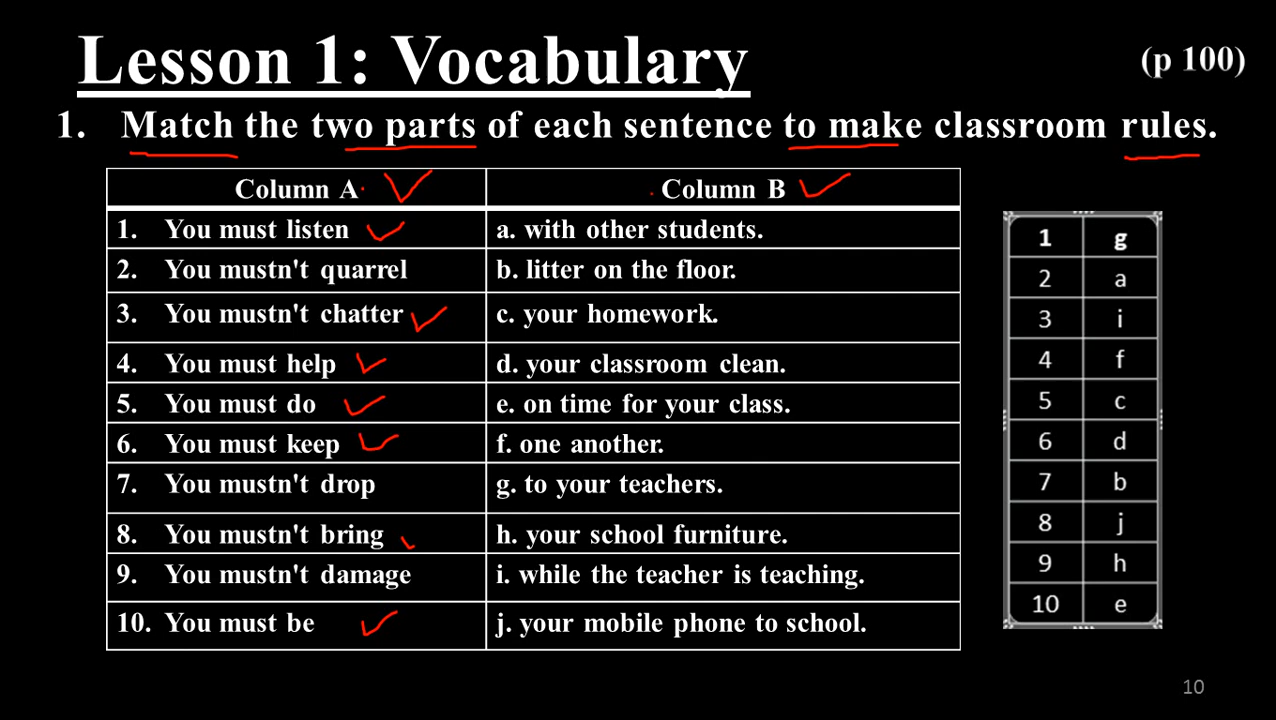 Lesson 1: Vocabulary
(p 100)
1. Match the two parts of each sentence to make classroom rules.
Column A Column B
1. You must listen a. with other students.
2. You mustn't quarrel b. litter on the floor.
3. You mustn't chatter c. your homework.
4. You must help d. your classroom clean.
5. You must do e. on time for your class.
6. You must keep f. one another.
7. You mustn't drop g. to your teachers.
8. You mustn't bring h. your school furniture.
9. You mustn't damage i. while the teacher is teaching.
10. You must be j. your mobile phone to school.
1 g
2 a
3 i
4 f
5 c
6 d
7 b
8 j
9 h
10 e
10